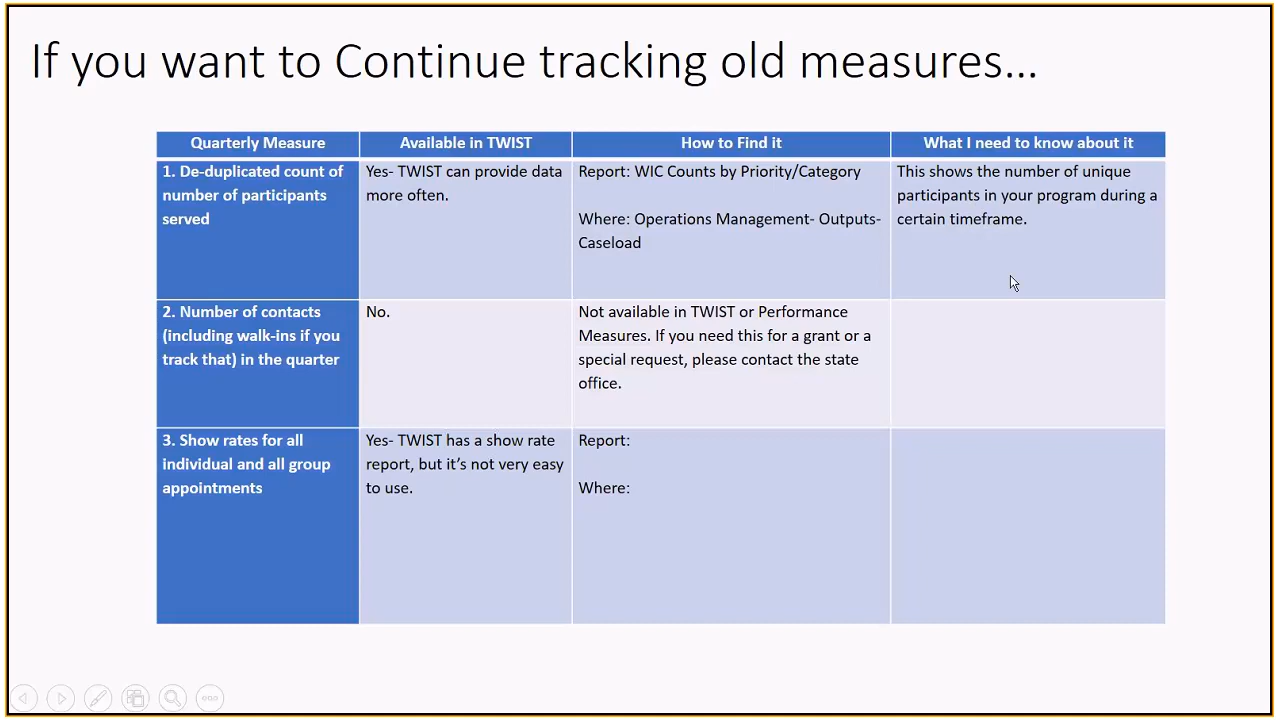 If you want to Continue tracking old measures...
Quarterly Measure
Available in TWIST
How to Find it
What I need to know about it
1. De-duplicated count of
number of participants
served
Yes- TWIST can provide data
more often.
Report: WIC Counts by Priority/Category
Where: Operations Management- Outputs-
Caseload
This shows the number of unique
participants in your program during a
certain timeframe.
2. Number of contacts
(including walk-ins if you
track that) in the quarter
No.
Not available in TWIST or Performance
Measures. If you need this for a grant or a
special request, please contact the state
office.
3. Show rates for all
individual and all group
appointments
Yes- TWIST has a show rate
report, but it’s not very easy
to use.
Report:
Where: